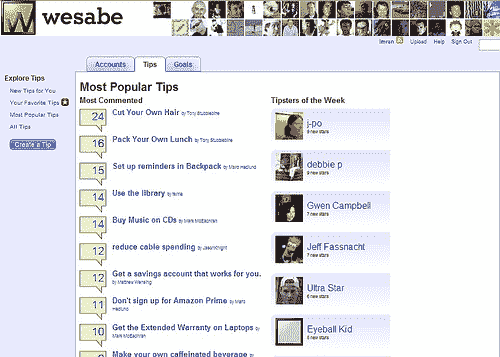 wesabe
Imran Upload Help Sign Out
Accounts Tips Goals
Explore Tips
New Tips for You
Your Favorite Tips
Most Popular Tips
All Tips
Create a Tip
Most Popular Tips
Most Commented
24 Cut Your Own Hair by Tony Stubblebine
16 Pack Your Own Lunch by Tony Stubblebine
15 Set up reminders in Backpack by Marc Hedlund
14 Use the library by
14 Buy Music on CDs by Mark McEachran
12 reduce cable spending by
12 Get a savings account that works for you.
by Matthew Wensing
11 Don't sign up for Amazon Prime by Marc
Hedlund
10 Get the Extended Warranty on Laptops by
Mark McEachran
Make your own caffeinated beverage by
Tipsters of the Week
j-po
new stars
debbie p
9 new stars
Gwen Campbell
7 new stars
Jeff Fassnacht
7 new stars
Ultra Star
6 new stars
Eyeball Kid
new stars